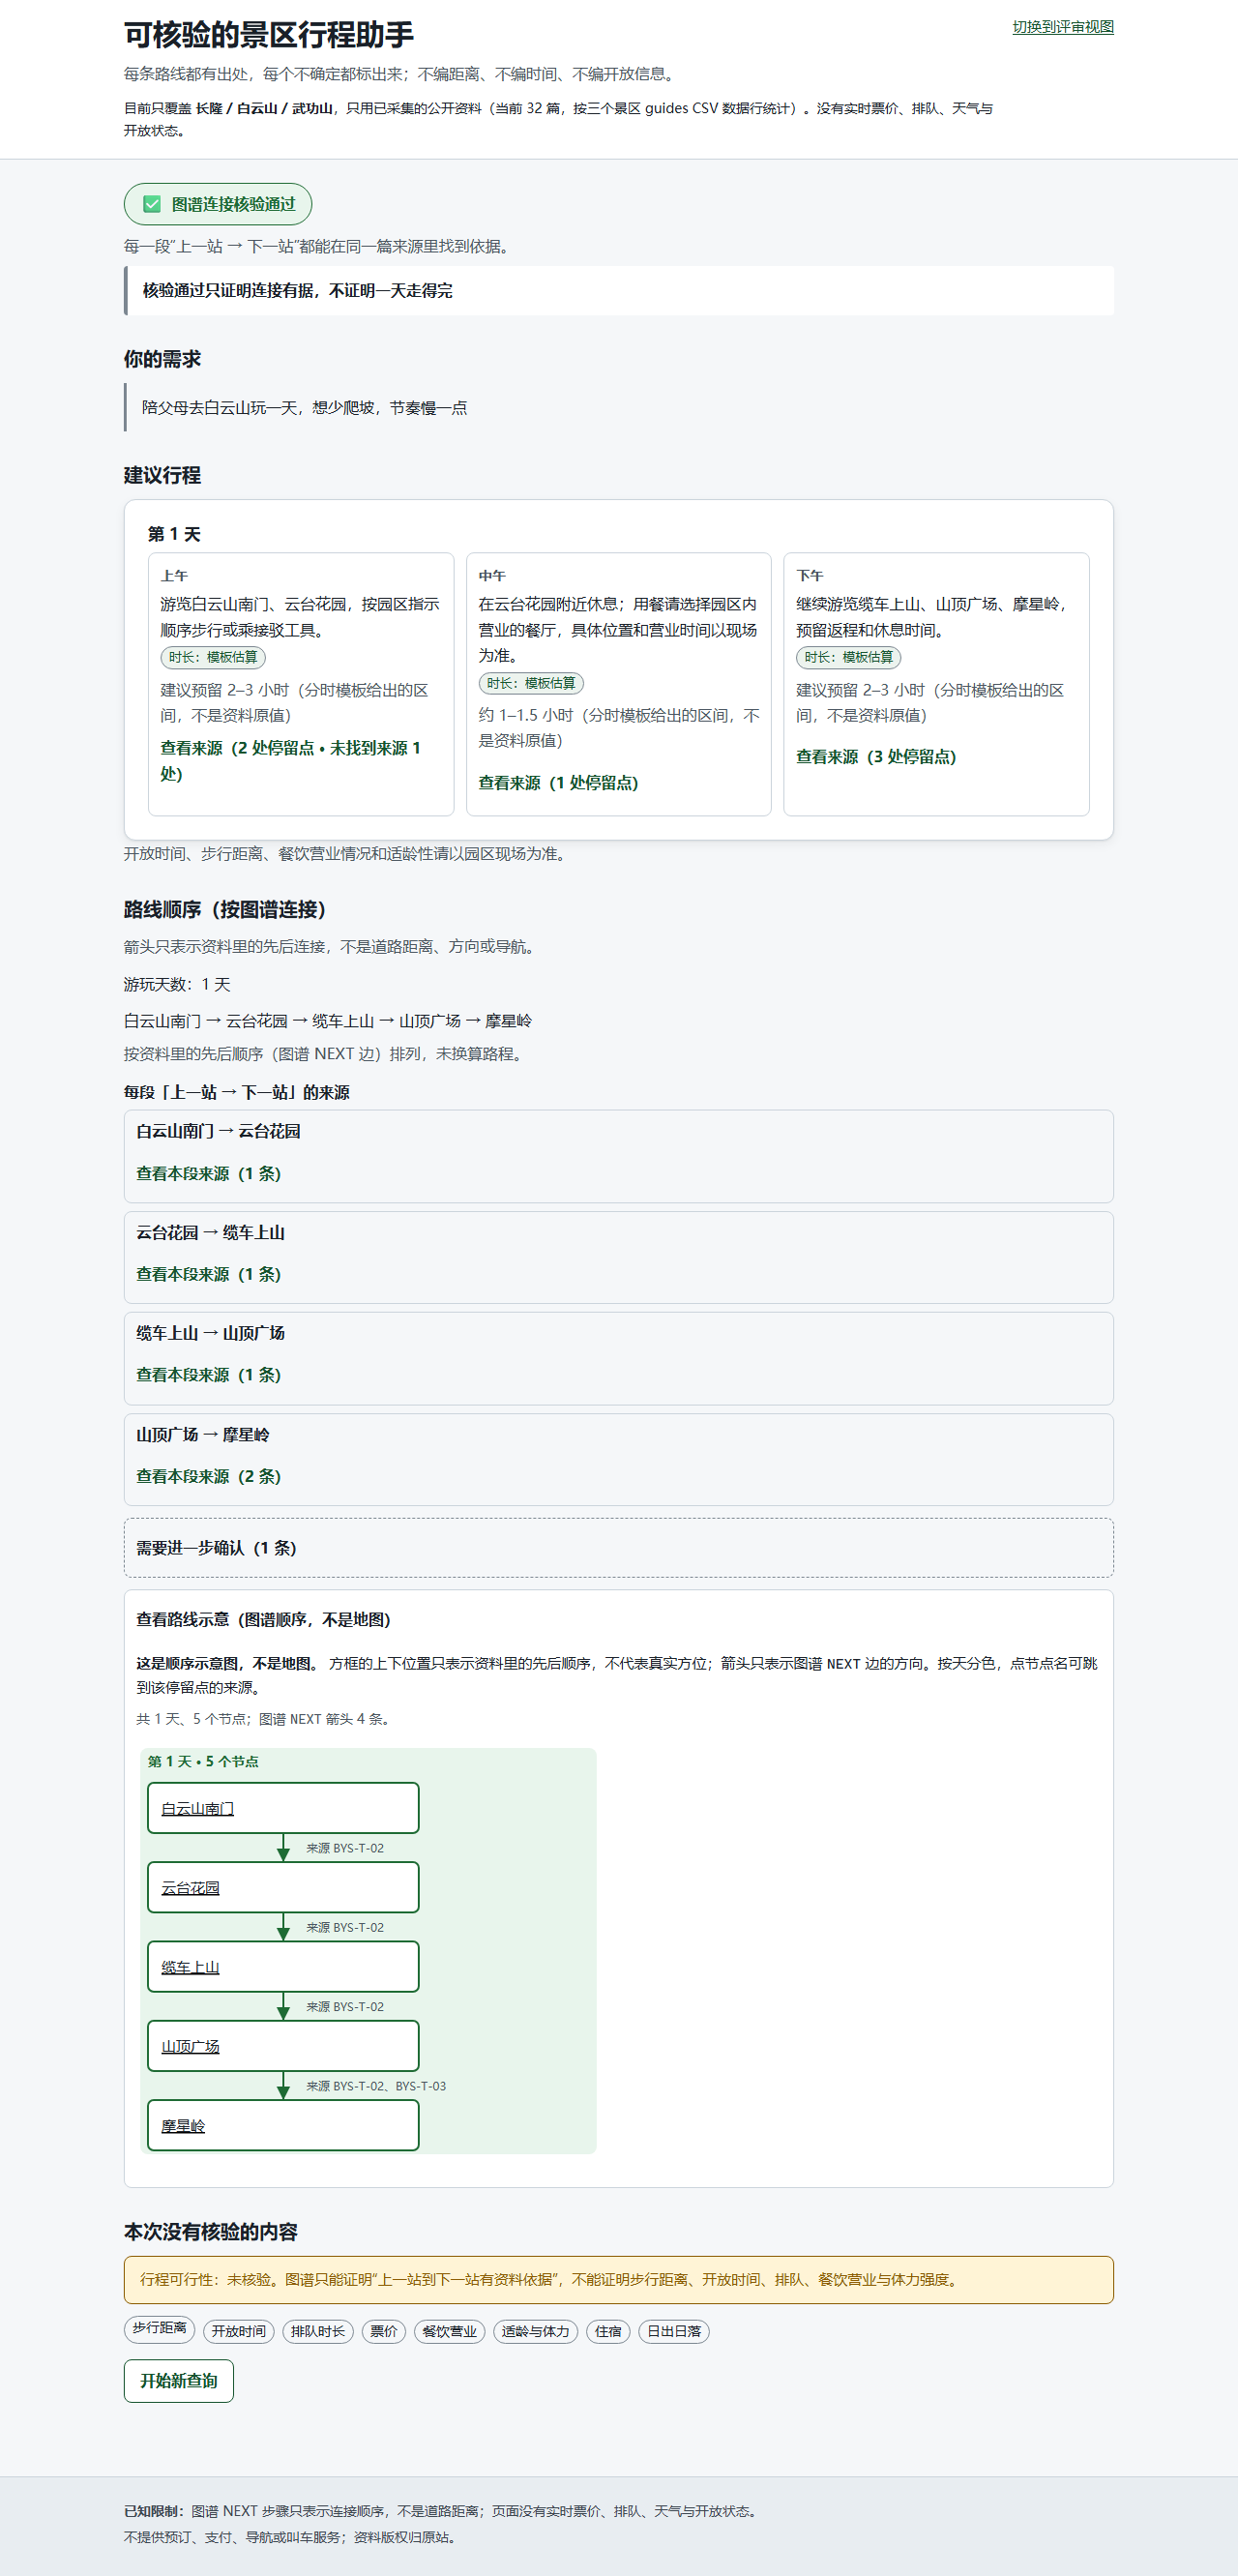 可核验的景区行程助手
切换到评审视图
每条路线都有出处，每个不确定都标出来；不编距离、不编时间、不编开放信息。
目前只覆盖 长隆 / 白云山 / 武功山，只用已采集的公开资料（当前 32 篇，按三个景区 guides CSV 数据行统计）。没有实时票价、排队、天气与
开放状态。
✅ 图谱连接核验通过
每一段“上一站 → 下一站”都能在同一篇来源里找到依据。
核验通过只证明连接有据，不证明一天走得完
你的需求
陪父母去白云山玩一天，想少爬坡，节奏慢一点
建议行程
第 1 天
上午
游览白云山南门、云台花园，按园区指示
顺序步行或乘接驳工具。
时长：模板估算
建议预留 2–3 小时（分时模板给出的区
间，不是资料原值）
查看来源（2 处停留点 • 未找到来源 1
处）
中午
在云台花园附近休息；用餐请选择园区内
营业的餐厅，具体位置和营业时间以现场
为准。
时长：模板估算
约 1–1.5 小时（分时模板给出的区间，不
是资料原值）
查看来源（1 处停留点）
下午
继续游览缆车上山、山顶广场、摩星岭，
预留返程和休息时间。
时长：模板估算
建议预留 2–3 小时（分时模板给出的区
间，不是资料原值）
查看来源（3 处停留点）
开放时间、步行距离、餐饮营业情况和适龄性请以园区现场为准。
路线顺序（按图谱连接）
箭头只表示资料里的先后连接，不是道路距离、方向或导航。
游玩天数：1 天
白云山南门 → 云台花园 → 缆车上山 → 山顶广场 → 摩星岭
按资料里的先后顺序（图谱 NEXT 边）排列，未换算路程。
每段「上一站 → 下一站」的来源
白云山南门 → 云台花园
查看本段来源（1 条）
云台花园 → 缆车上山
查看本段来源（1 条）
缆车上山 → 山顶广场
查看本段来源（1 条）
山顶广场 → 摩星岭
查看本段来源（2 条）
需要进一步确认（1 条）
查看路线示意（图谱顺序，不是地图）
这是顺序示意图，不是地图。 方框的上下位置只表示资料里的先后顺序，不代表真实方位；箭头只表示图谱 NEXT 边的方向。按天分色，点节点名可跳
到该停留点的来源。
共 1 天、5 个节点；图谱 NEXT 箭头 4 条。
第 1 天 • 5 个节点
白云山南门
来源 BYS-T-02
云台花园
来源 BYS-T-02
缆车上山
来源 BYS-T-02
山顶广场
来源 BYS-T-02、BYS-T-03
摩星岭
本次没有核验的内容
行程可行性：未核验。图谱只能证明“上一站到下一站有资料依据”，不能证明步行距离、开放时间、排队、餐饮营业与体力强度。
步行距离 开放时间 排队时长 票价 餐饮营业 适龄与体力 住宿 日出日落
开始新查询
已知限制：图谱 NEXT 步骤只表示连接顺序，不是道路距离；页面没有实时票价、排队、天气与开放状态。
不提供预订、支付、导航或叫车服务；资料版权归原站。